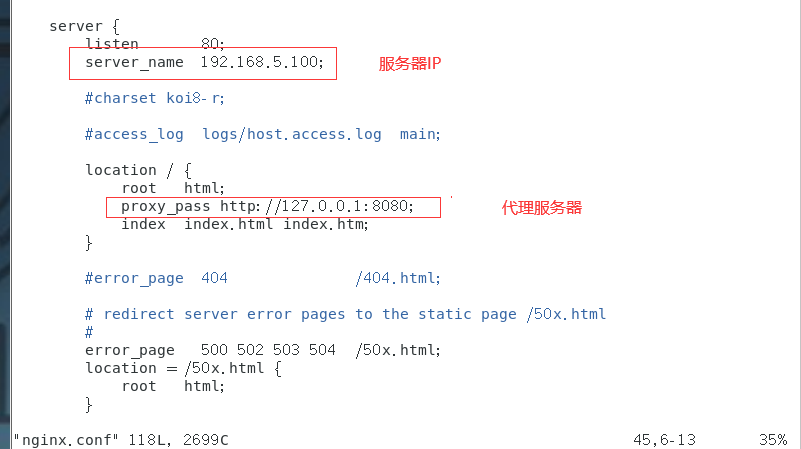 server {
listen 80;
server_name 192.168.5.100; 服务器IP
#charset koi8-r;
#access_log logs/host.access.log main;
location / {
root html;
proxy_pass http://127.0.0.1:8080; 代理服务器
index index.html index.htm;
}
#error_page 404 /404.html;
# redirect server error pages to the static page /50x.html
#
error_page 500 502 503 504 /50x.html;
location = /50x.html {
root html;
}
"nginx.conf" 118L, 2699C 45,6-13 35%